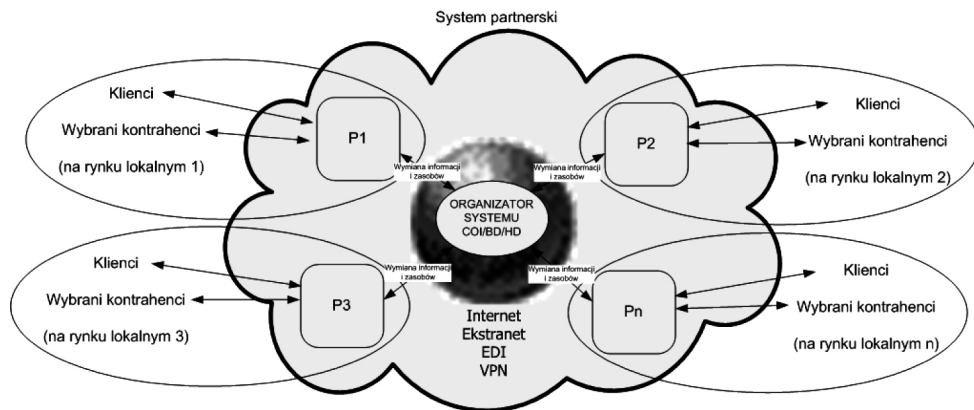 System partnerski
Klienci
Wybrani kontrahenci
(na rynku lokalnym 1)
P1
P2
Klienci
Wybrani kontrahenci
(na rynku lokalnym 2)
Wymiana informacji
i zasobów
Wymiana informacji
i zasobów
ORGANIZATOR
SYSTEMU
COI/BD/HD
Klienci
Wybrani kontrahenci
(na rynku lokalnym 3)
P3
Wymiana informacji
i zasobów
Wymiana informacji
i zasobów
Pn
Klienci
Wybrani kontrahenci
(na rynku lokalnym n)
Internet
Ekstranet
EDI
VPN